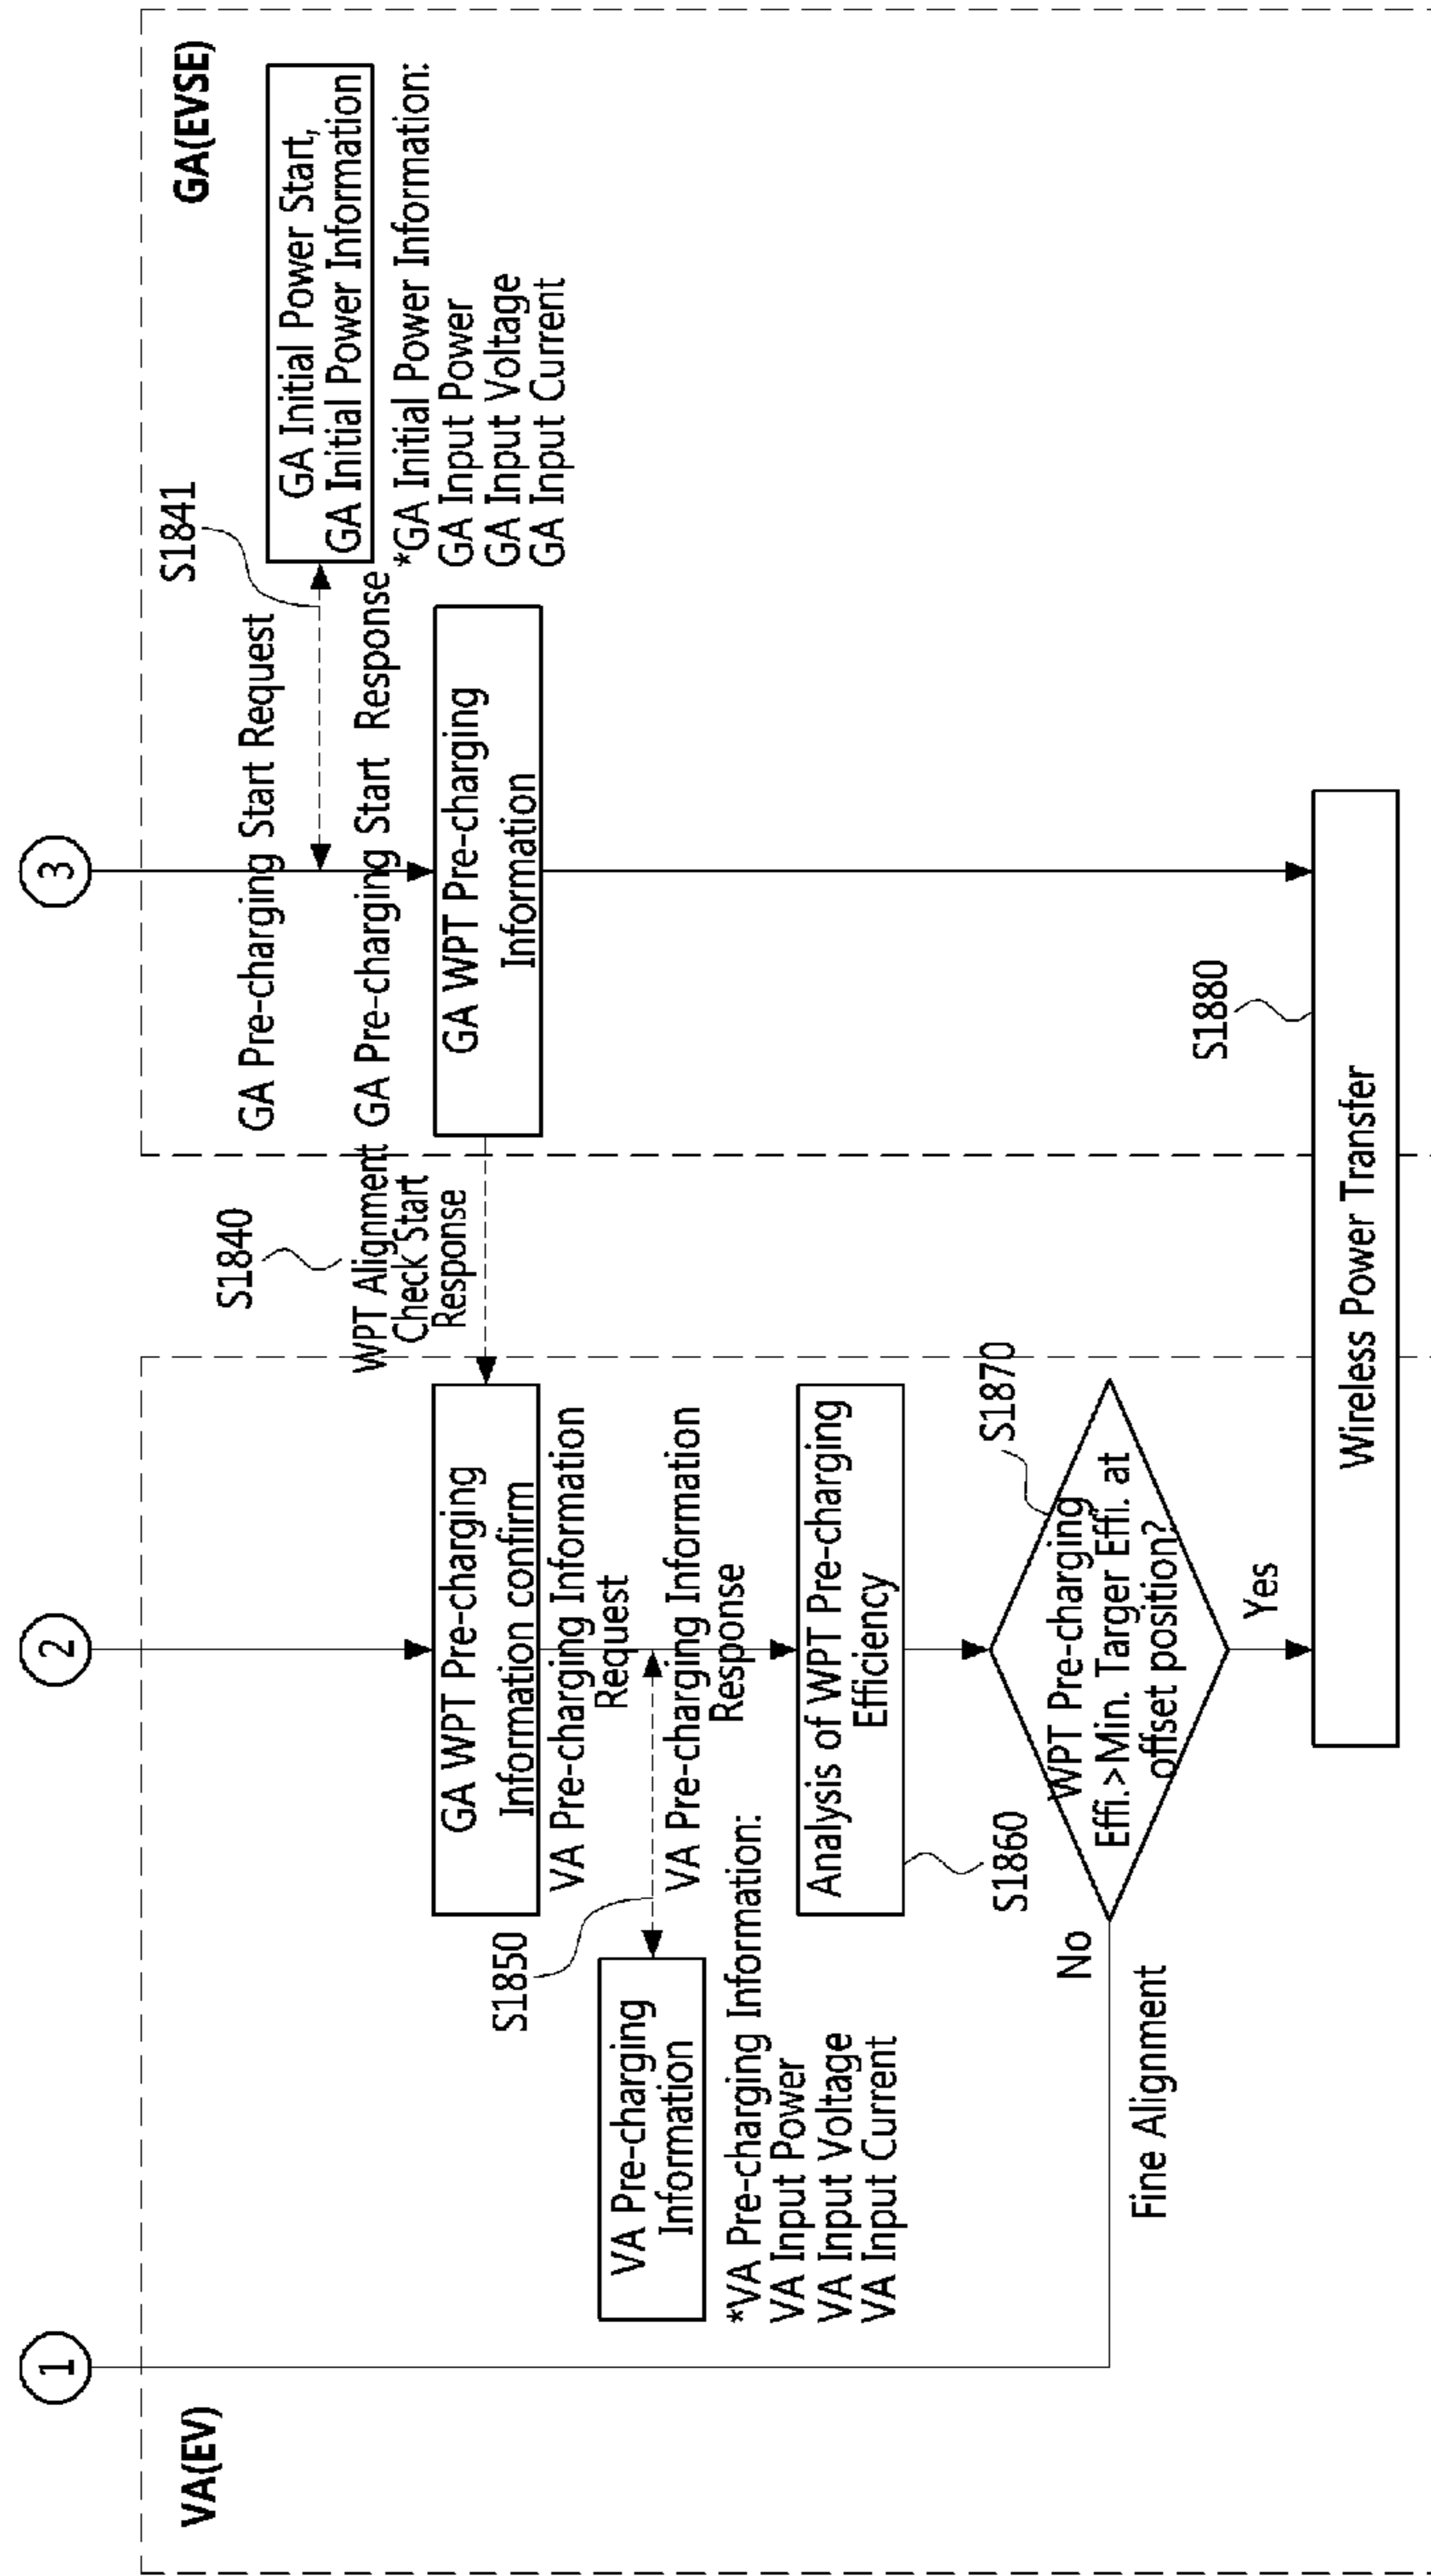 1
2
3
VA(EV)
GA(EVSE)
S1841
GA Pre-charging Start Request
GA Initial Power Start,
GA Initial Power Information
GA Pre-charging Start Response
*GA Initial Power Information:
GA Input Power
GA Input Voltage
GA Input Current
S1840
WPT Alignment
Check Start
Response
GA WPT Pre-charging
Information
GA WPT Pre-charging
Information confirm
VA Pre-charging Information
Request
S1850
VA Pre-charging Information
Response
VA Pre-charging
Information
*VA Pre-charging Information:
VA Input Power
VA Input Voltage
VA Input Current
Analysis of WPT Pre-charging
Efficiency
S1860
S1870
WPT Pre-charging
Effi.>Min. Targer Effi. at
offset position?
No
Fine Alignment
Yes
S1880
Wireless Power Transfer